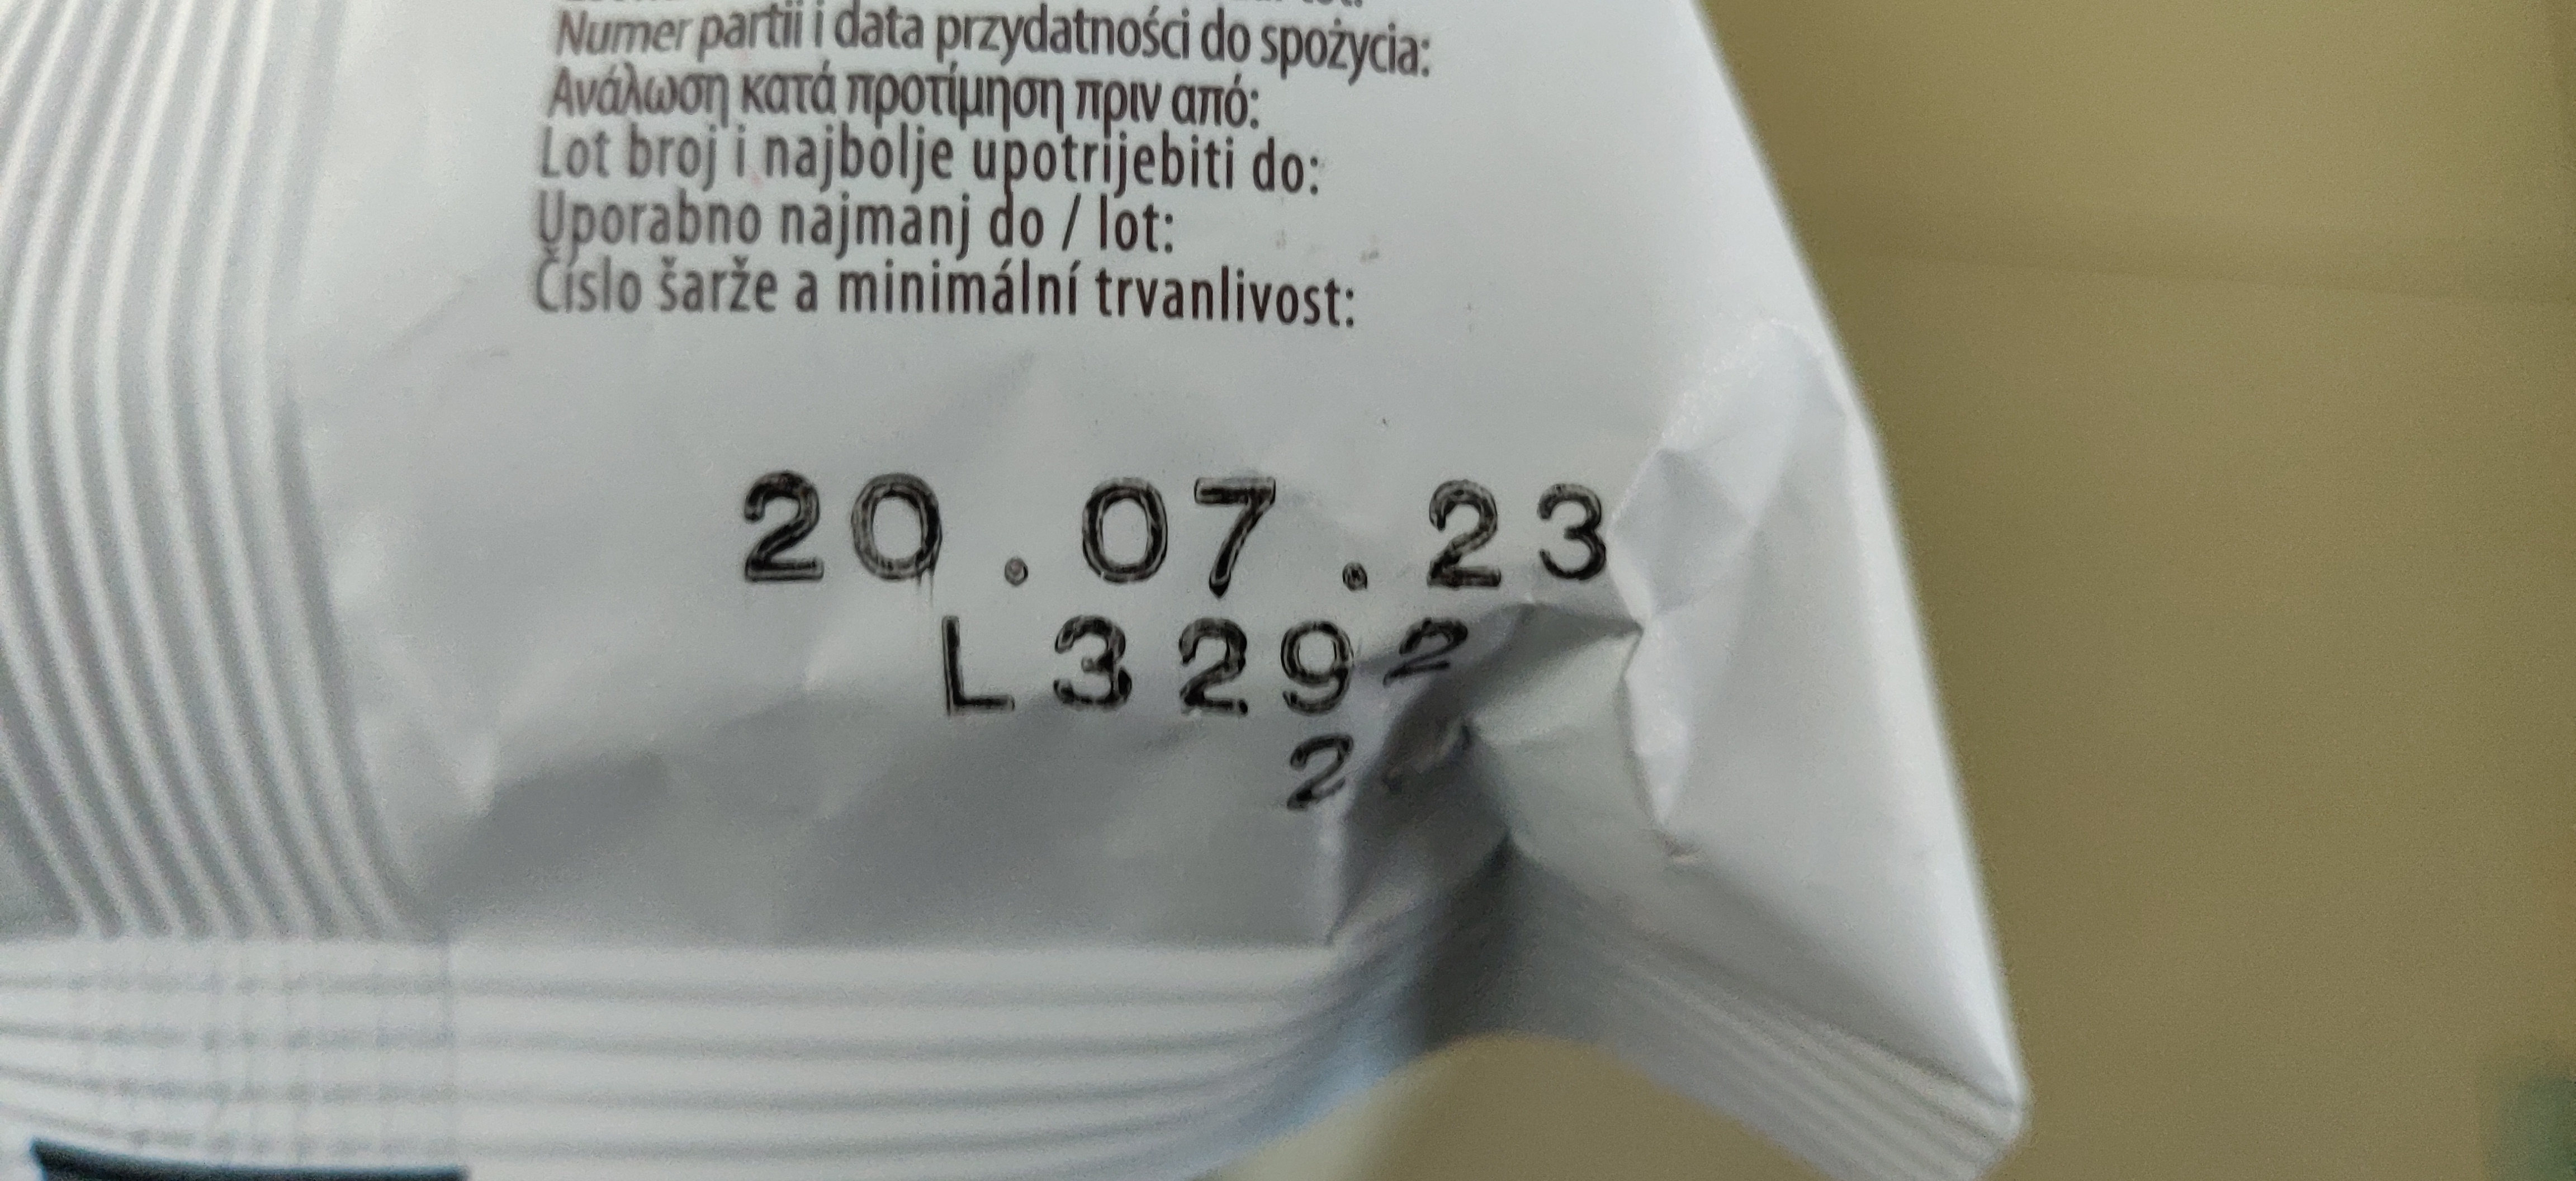 Numer partii i data przydatności do spożycia:
Ανάλωση κατά προτίμηση πριν από:
Lot broj i najbolje upotrijebiti do:
Uporabno najmanj do / lot:
Číslo šarže a minimální trvanlivost:
20.07.23
L3292
2